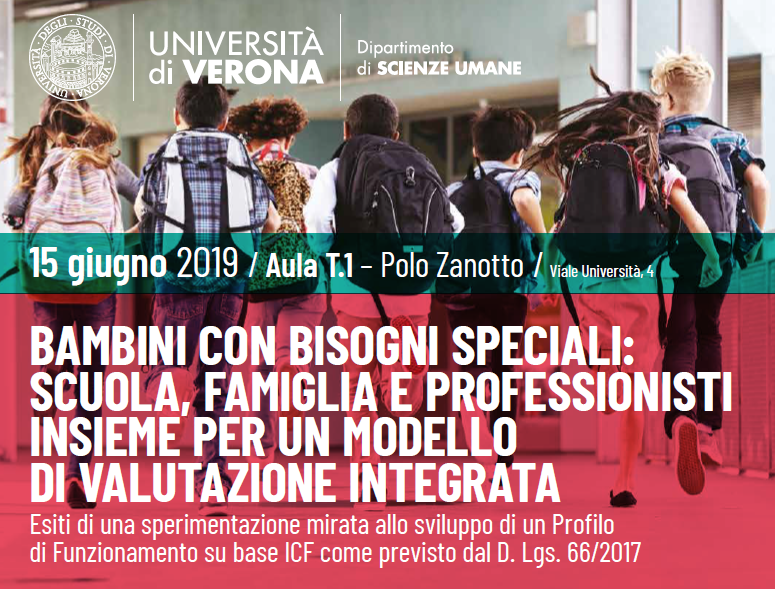 UNIVERSITÀ
di VERONA
Dipartimento
di SCIENZE UMANE
UNIVERSITÀ DEGLI STUDI DI VERONA
15 giugno 2019 / Aula T.1 – Polo Zanotto / Viale Università, 4
BAMBINI CON BISOGNI SPECIALI:
SCUOLA, FAMIGLIA E PROFESSIONISTI
INSIEME PER UN MODELLO
DI VALUTAZIONE INTEGRATA
Esiti di una sperimentazione mirata allo sviluppo di un Profilo
di Funzionamento su base ICF come previsto dal D. Lgs. 66/2017